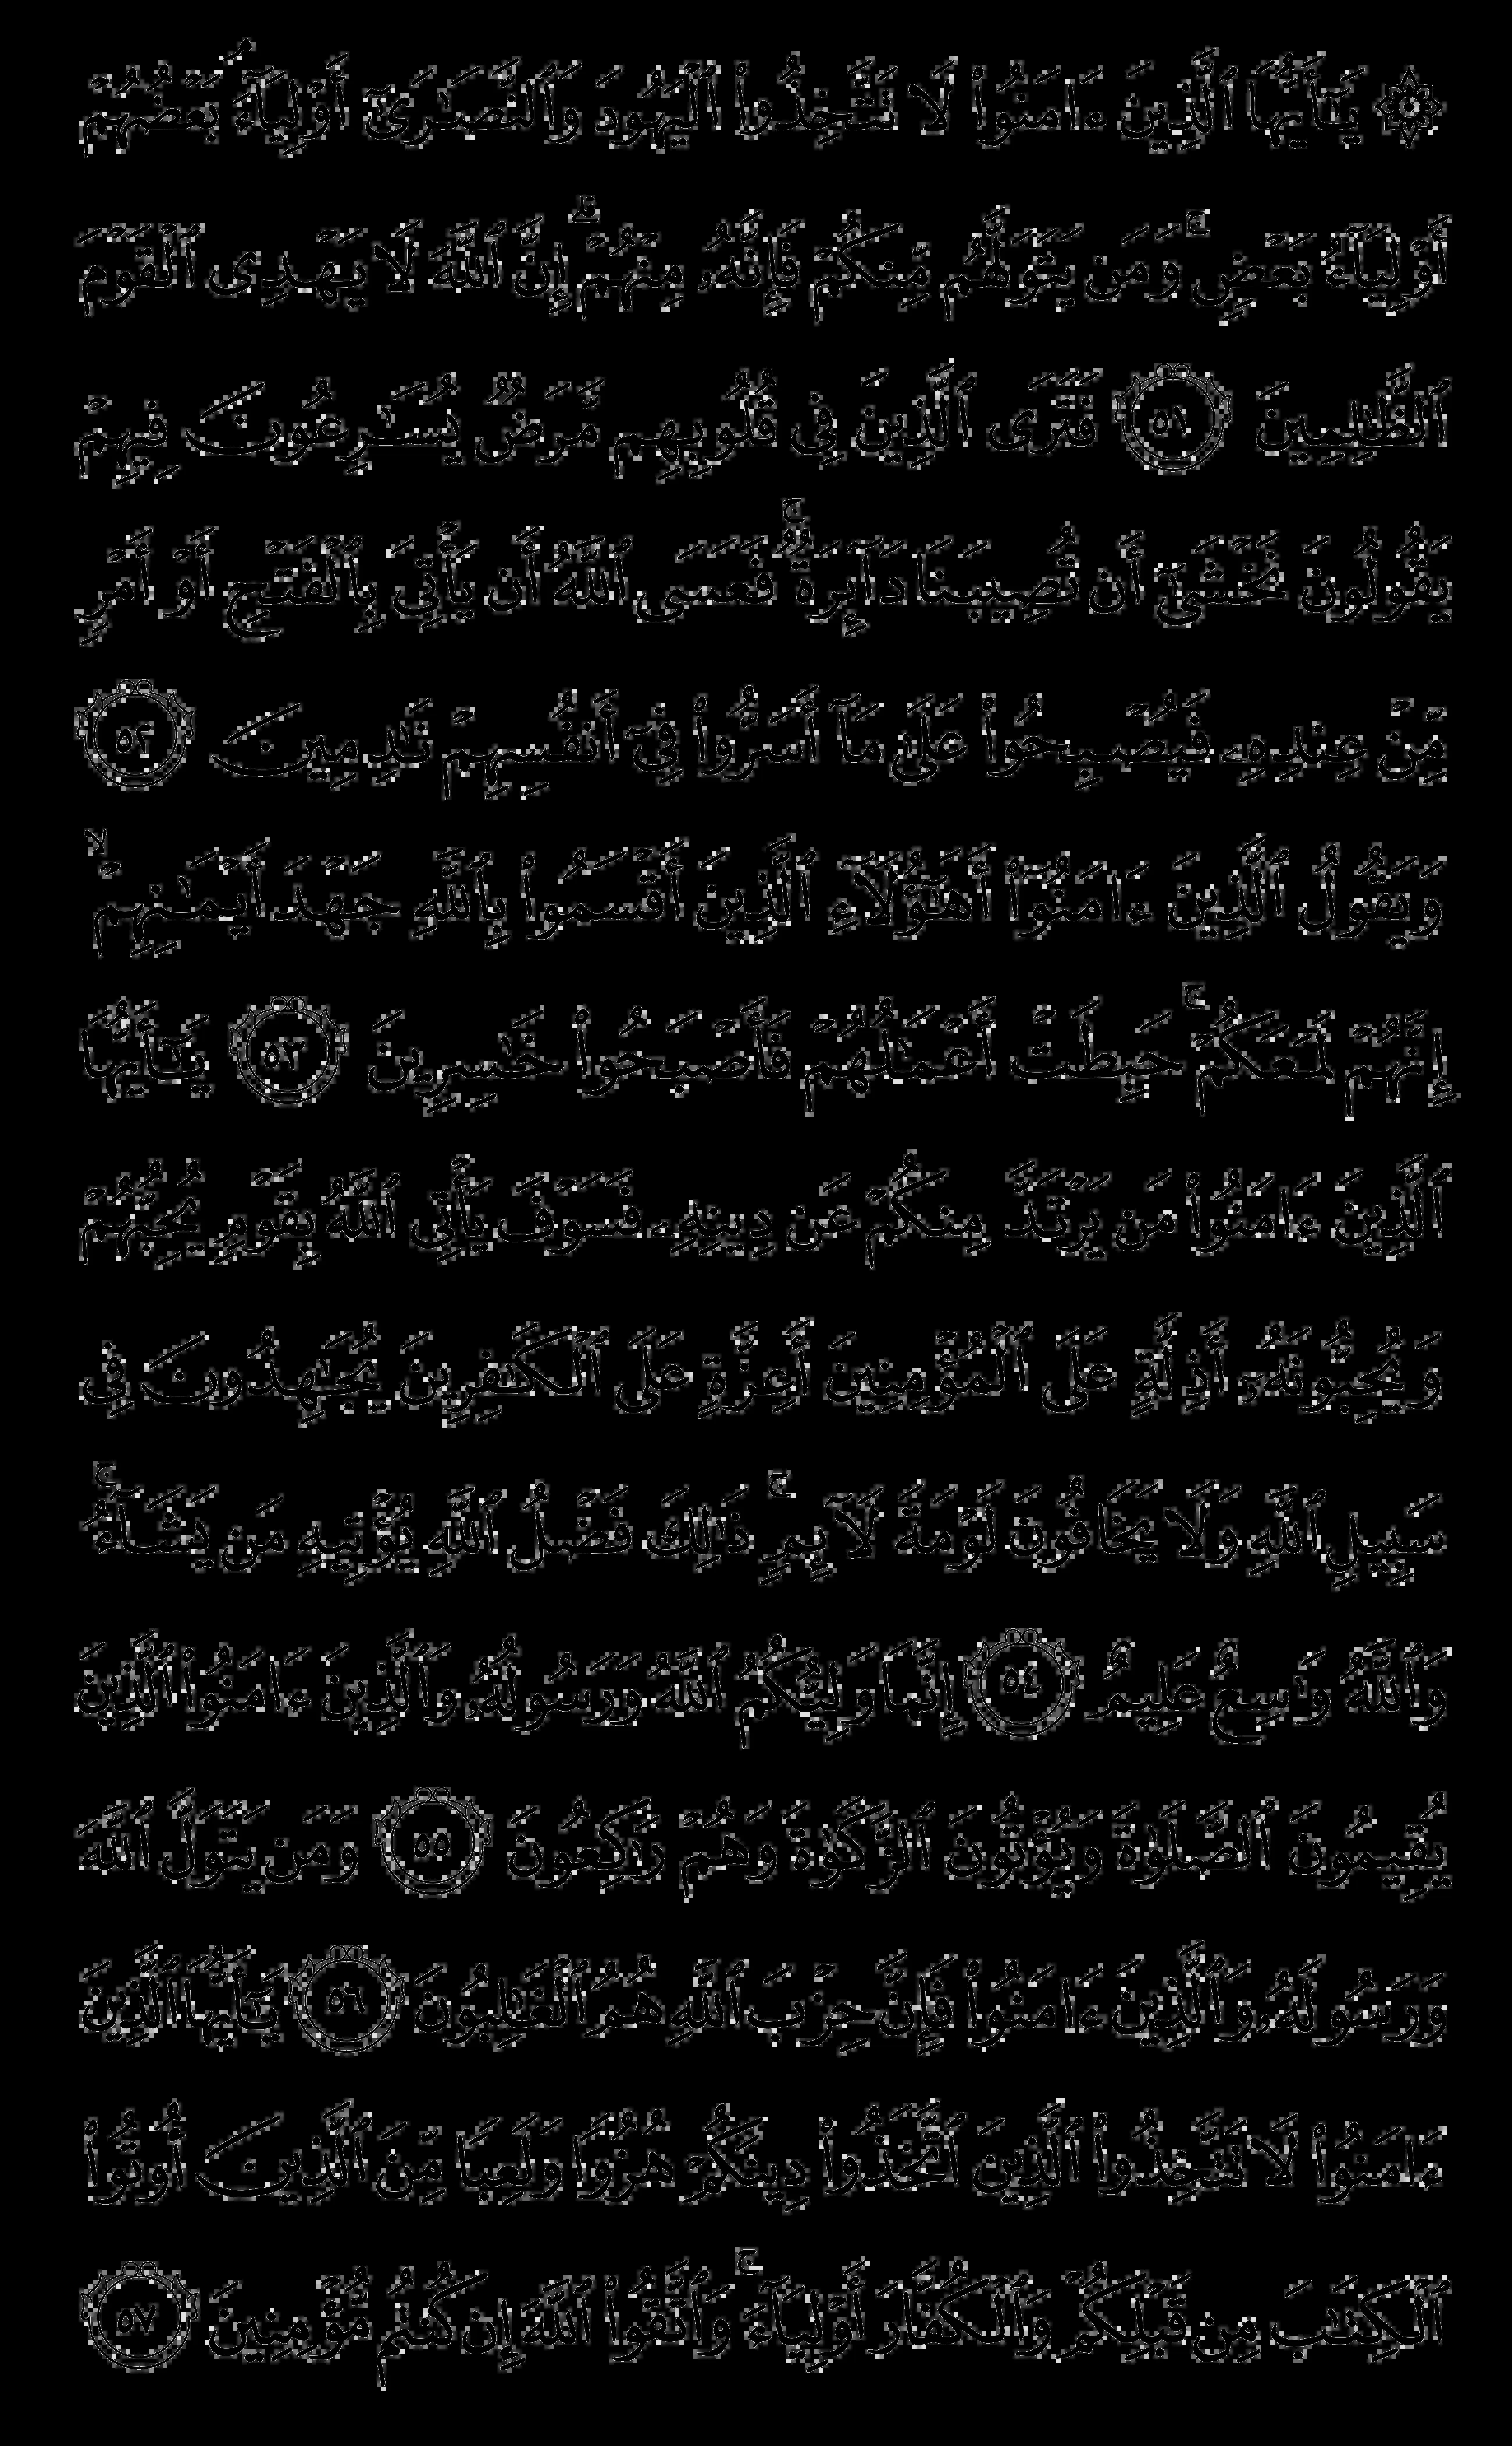 ۞ يَٰٓأَيُّهَا ٱلَّذِينَ ءَامَنُوا۟ لَا تَتَّخِذُوا۟ ٱلْيَهُودَ وَٱلنَّصَٰرَىٰٓ أَوْلِيَآءَ ۘ بَعْضُهُمْ
أَوْلِيَآءُ بَعْضٍ ۚ وَمَن يَتَوَلَّهُم مِّنكُمْ فَإِنَّهُۥ مِنْهُمْ ۗ إِنَّ ٱللَّهَ لَا يَهْدِى ٱلْقَوْمَ
ٱلظَّٰلِمِينَ ٥١ فَتَرَى ٱلَّذِينَ فِى قُلُوبِهِم مَّرَضٌ يُسَٰرِعُونَ فِيهِمْ
يَقُولُونَ نَخْشَىٰٓ أَن تُصِيبَنَا دَآئِرَةٌ ۚ فَعَسَى ٱللَّهُ أَن يَأْتِىَ بِٱلْفَتْحِ أَوْ أَمْرٍ
مِّنْ عِندِهِۦ فَيُصْبِحُوا۟ عَلَىٰ مَآ أَسَرُّوا۟ فِىٓ أَنفُسِهِمْ نَٰدِمِينَ ٥٢
وَيَقُولُ ٱلَّذِينَ ءَامَنُوٓا۟ أَهَٰٓؤُلَآءِ ٱلَّذِينَ أَقْسَمُوا۟ بِٱللَّهِ جَهْدَ أَيْمَٰنِهِمْ ۙ
إِنَّهُمْ لَمَعَكُمْ ۚ حَبِطَتْ أَعْمَٰلُهُمْ فَأَصْبَحُوا۟ خَٰسِرِينَ ٥٣ يَٰٓأَيُّهَا
ٱلَّذِينَ ءَامَنُوا۟ مَن يَرْتَدَّ مِنكُمْ عَن دِينِهِۦ فَسَوْفَ يَأْتِى ٱللَّهُ بِقَوْمٍ يُحِبُّهُمْ
وَيُحِبُّونَهُۥٓ أَذِلَّةٍ عَلَى ٱلْمُؤْمِنِينَ أَعِزَّةٍ عَلَى ٱلْكَٰفِرِينَ يُجَٰهِدُونَ فِى
سَبِيلِ ٱللَّهِ وَلَا يَخَافُونَ لَوْمَةَ لَآئِمٍ ۚ ذَٰلِكَ فَضْلُ ٱللَّهِ يُؤْتِيهِ مَن يَشَآءُ ۚ
وَٱللَّهُ وَٰسِعٌ عَلِيمٌ ٥٤ إِنَّمَا وَلِيُّكُمُ ٱللَّهُ وَرَسُولُهُۥ وَٱلَّذِينَ ءَامَنُوا۟ ٱلَّذِينَ
يُقِيمُونَ ٱلصَّلَوٰةَ وَيُؤْتُونَ ٱلزَّكَوٰةَ وَهُمْ رَٰكِعُونَ ٥٥ وَمَن يَتَوَلَّ ٱللَّهَ
وَرَسُولَهُۥ وَٱلَّذِينَ ءَامَنُوا۟ فَإِنَّ حِزْبَ ٱللَّهِ هُمُ ٱلْغَٰلِبُونَ ٥٦ يَٰٓأَيُّهَا ٱلَّذِينَ
ءَامَنُوا۟ لَا تَتَّخِذُوا۟ ٱلَّذِينَ ٱتَّخَذُوا۟ دِينَكُمْ هُزُوًا وَلَعِبًا مِّنَ ٱلَّذِينَ أُوتُوا۟
ٱلْكِتَٰبَ مِن قَبْلِكُمْ وَٱلْكُفَّارَ أَوْلِيَآءَ ۚ وَٱتَّقُوا۟ ٱللَّهَ إِن كُنتُم مُّؤْمِنِينَ ٥٧